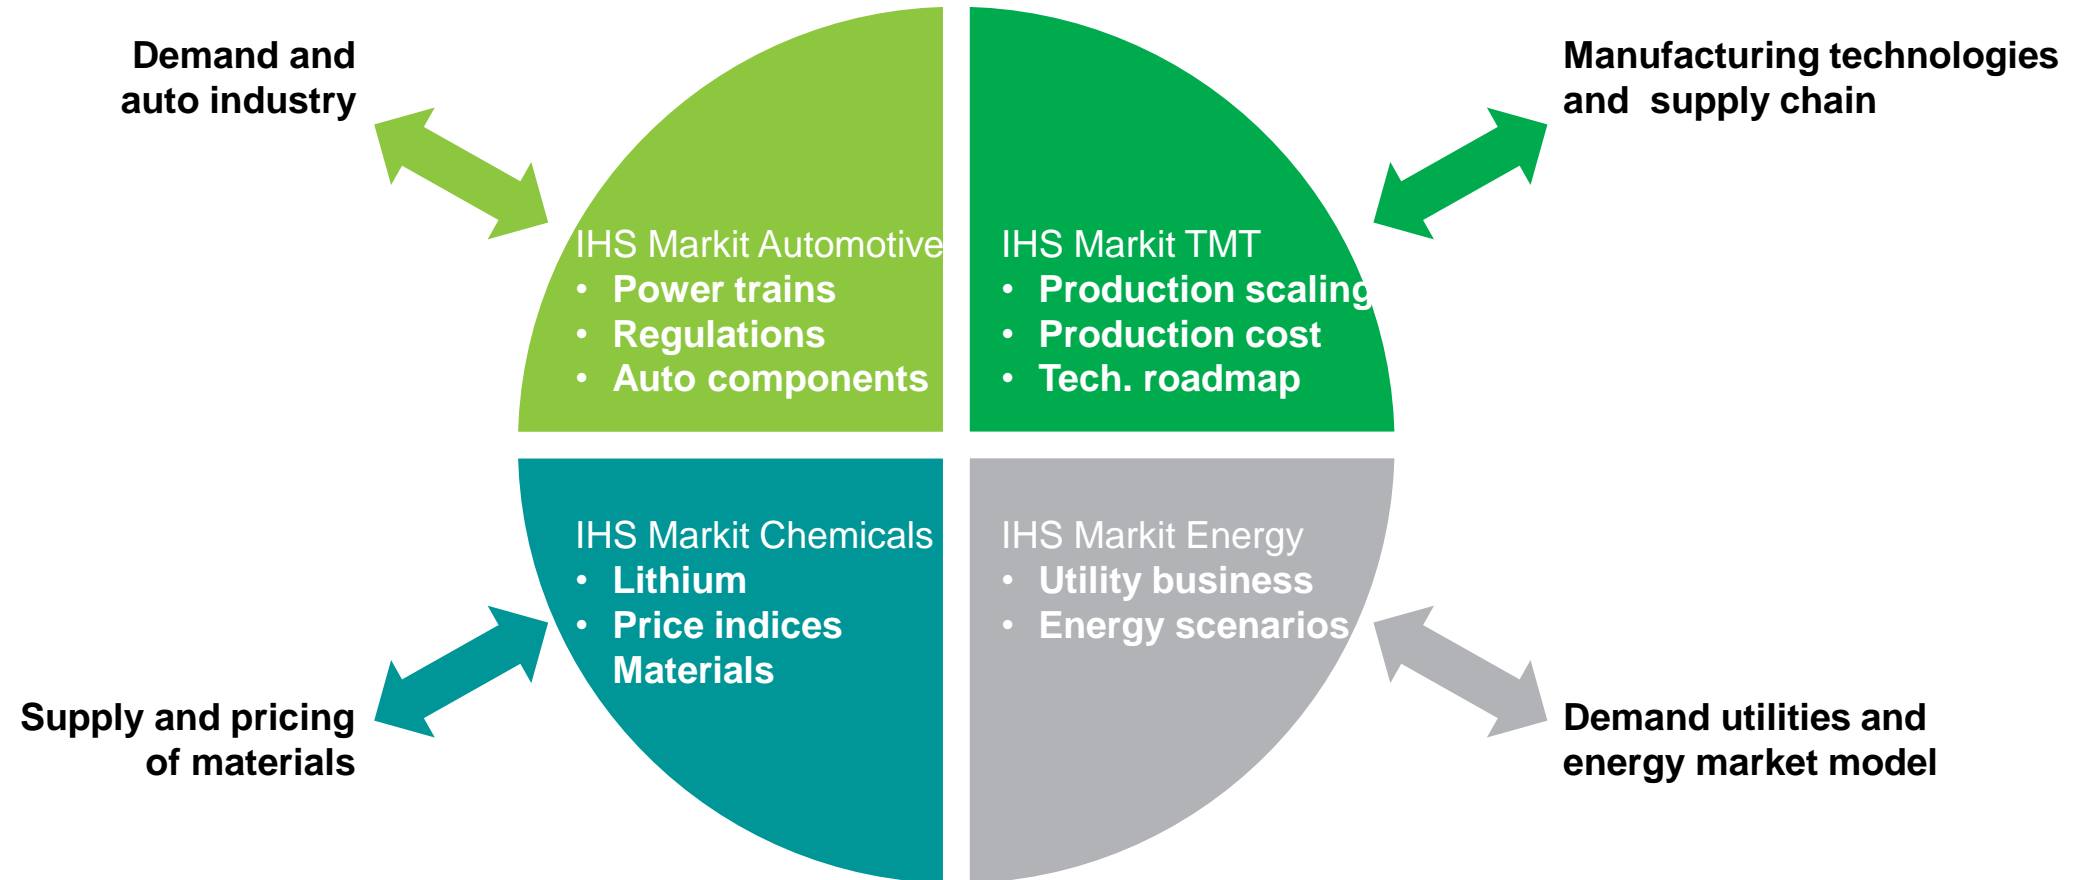 Demand and
auto industry
Manufacturing technologies
and  supply chain
IHS Markit Automotive
• Power trains
• Regulations
• Auto components
IHS Markit TMT
• Production scaling
• Production cost
• Tech. roadmap
IHS Markit Chemicals
• Lithium
• Price indices
Materials
IHS Markit Energy
• Utility business
• Energy scenarios
Supply and pricing
of materials
Demand utilities and
energy market model